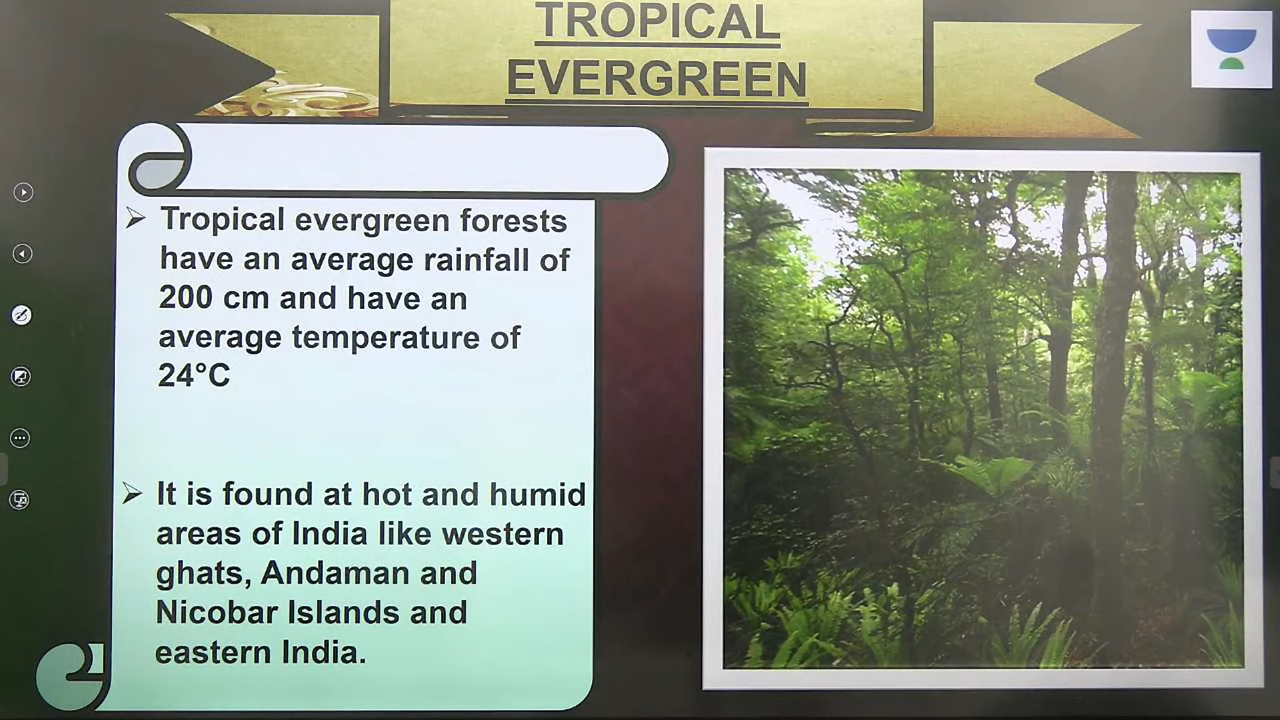 TROPICAL
EVERGREEN
➢ Tropical evergreen forests
have an average rainfall of
200 cm and have an
average temperature of
24°C
➢ It is found at hot and humid
areas of India like western
ghats, Andaman and
Nicobar Islands and
eastern India.